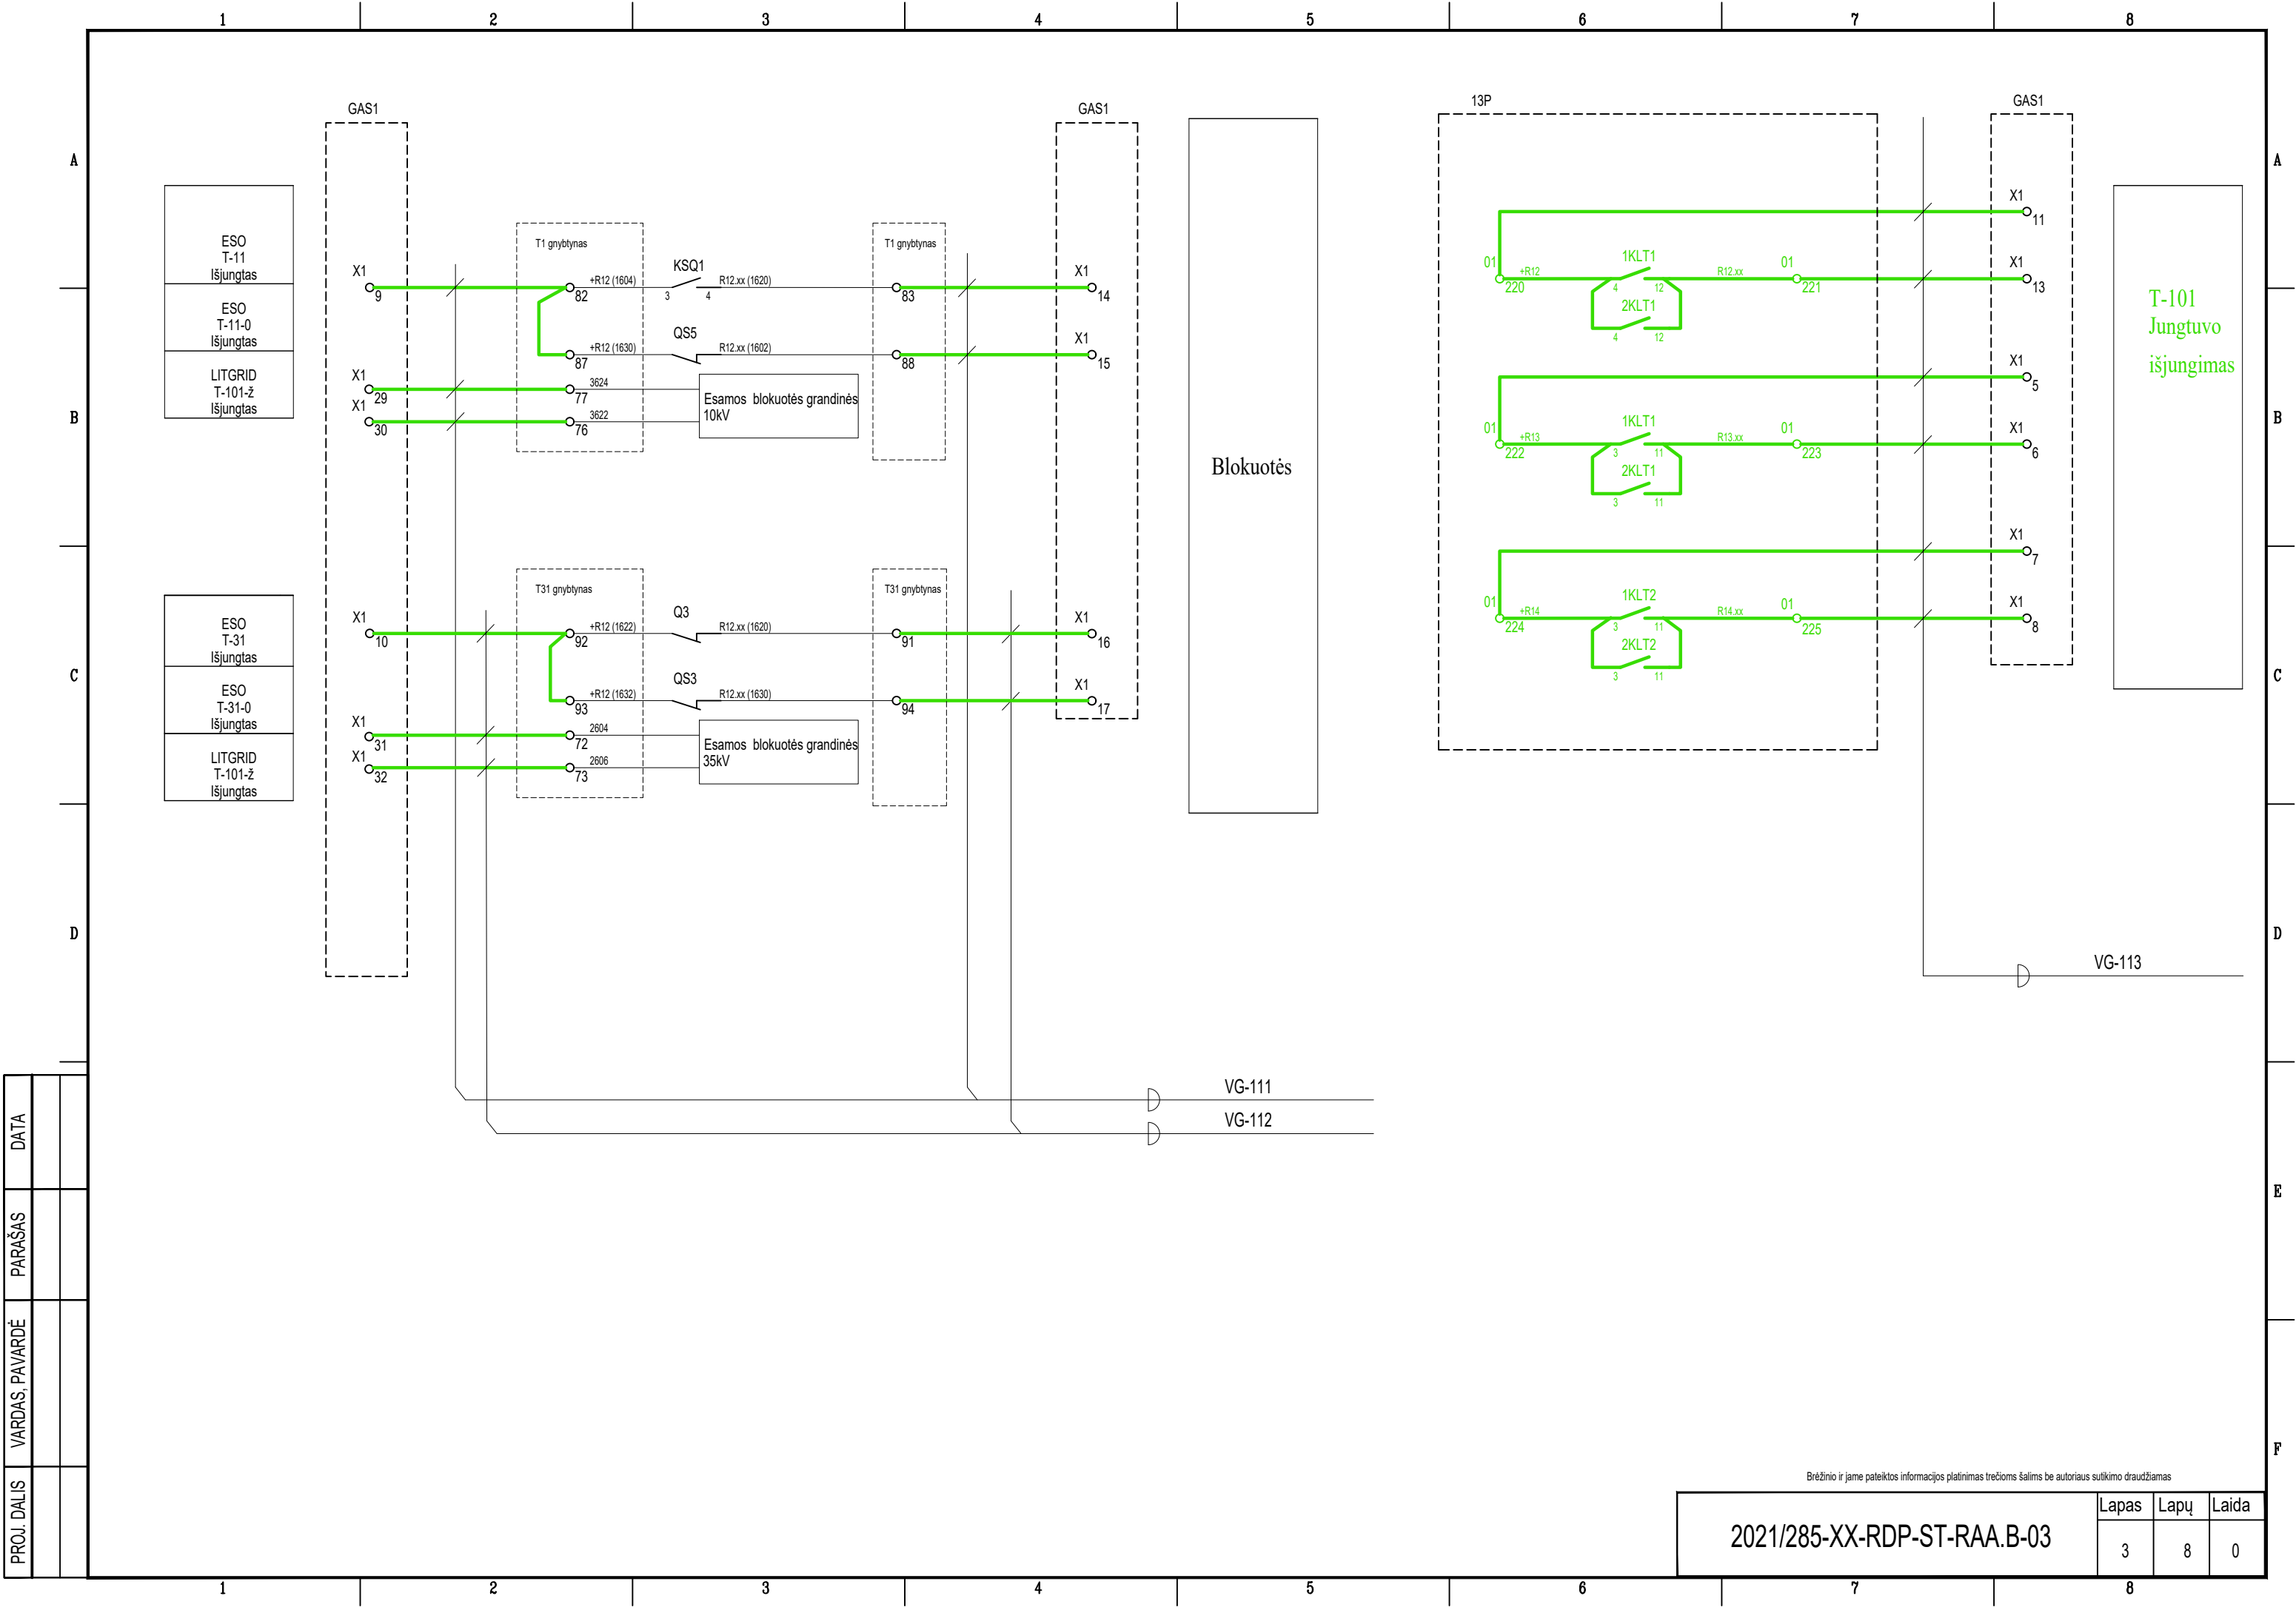 1 2 3 4 5 6 7 8
A A
B B
C C
D D
E
F
GAS1
ESO
T-11
Išjungtas
ESO
T-11-0
Išjungtas
LITGRID
T-101-ž
Išjungtas
X1
9
X1
29
X1
30
T1 gnybtynas
82
+R12 (1604)
KSQ1
3 4
R12.xx (1620)
87
+R12 (1630)
QS5
R12.xx (1602)
77
3624
76
3622
Esamos blokuotės grandinės
10kV
T1 gnybtynas
83
88
GAS1
X1
14
X1
15
ESO
T-31
Išjungtas
ESO
T-31-0
Išjungtas
LITGRID
T-101-ž
Išjungtas
X1
10
X1
31
X1
32
T31 gnybtynas
92
+R12 (1622)
Q3
R12.xx (1620)
93
+R12 (1632)
QS3
R12.xx (1630)
72
2604
73
2606
Esamos blokuotės grandinės
35kV
T31 gnybtynas
91
94
X1
16
X1
17
Blokuotės
VG-111
VG-112
13P
01
220
+R12
1KLT1
4 12
2KLT1
4 12
R12.xx
01
221
01
222
+R13
1KLT1
3 11
2KLT1
3 11
R13.xx
01
223
01
224
+R14
1KLT2
3 11
2KLT2
3 11
R14.xx
01
225
GAS1
X1
11
X1
13
X1
5
X1
6
X1
7
X1
8
T-101
Jungtuvo
išjungimas
VG-113
DATA
PARAŠAS
VARDAS, PAVARDĖ
PROJ. DALIS
Brėžinio ir jame pateiktos informacijos platinimas trečioms šalims be autoriaus sutikimo draudžiamas
2021/285-XX-RDP-ST-RAA.B-03
Lapas Lapų Laida
3 8 0
1 2 3 4 5 6 7 8